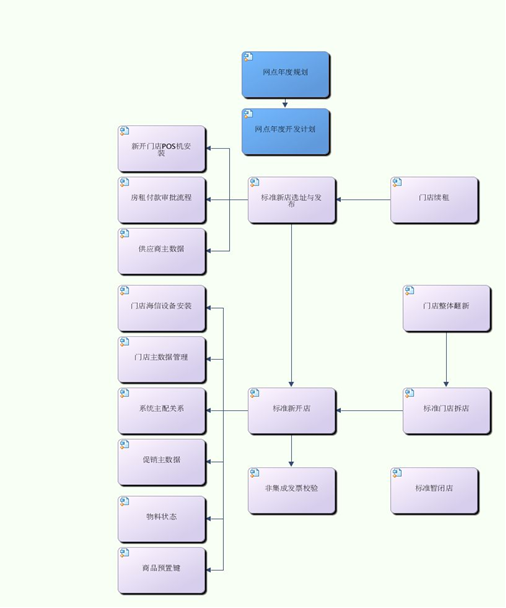 网点年度规划
网点年度开发计划
新开门店POS机安
装
房租付款审批流程
标准新店选址与发
布
门店续租
供应商主数据
门店海信设备安装
门店整体翻新
门店主数据管理
系统主配关系
标准新开店
标准门店拆店
促销主数据
非集成发票校验
标准暂闭店
物料状态
商品预置键